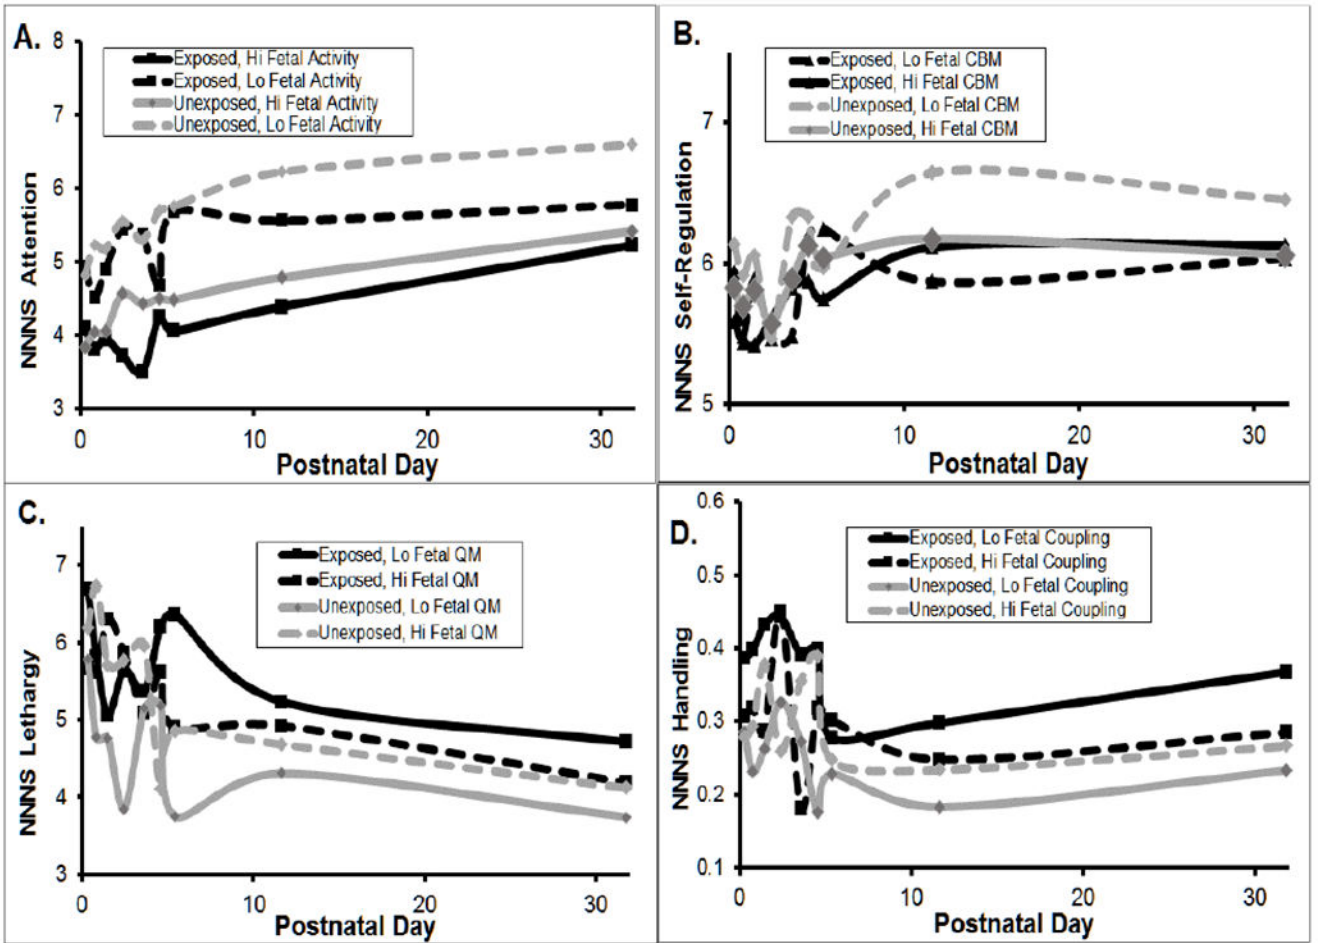 A.
NNNS Attention
8
7
6
5
4
3
Exposed, Hi Fetal Activity
Exposed, Lo Fetal Activity
Unexposed, Hi Fetal Activity
Unexposed, Lo Fetal Activity
0 10 20 30
Postnatal Day
B.
NNNS Self-Regulation
7
6
5
Exposed, Lo Fetal CBM
Exposed, Hi Fetal CBM
Unexposed, Lo Fetal CBM
Unexposed, Hi Fetal CBM
0 10 20 30
Postnatal Day
C.
NNNS Lethargy
7
6
5
4
3
Exposed, Lo Fetal QM
Exposed, Hi Fetal QM
Unexposed, Lo Fetal QM
Unexposed, Hi Fetal QM
0 10 20 30
Postnatal Day
D.
NNNS Handling
0.6
0.5
0.4
0.3
0.2
0.1
Exposed, Lo Fetal Coupling
Exposed, Hi Fetal Coupling
Unexposed, Lo Fetal Coupling
Unexposed, Hi Fetal Coupling
0 10 20 30
Postnatal Day